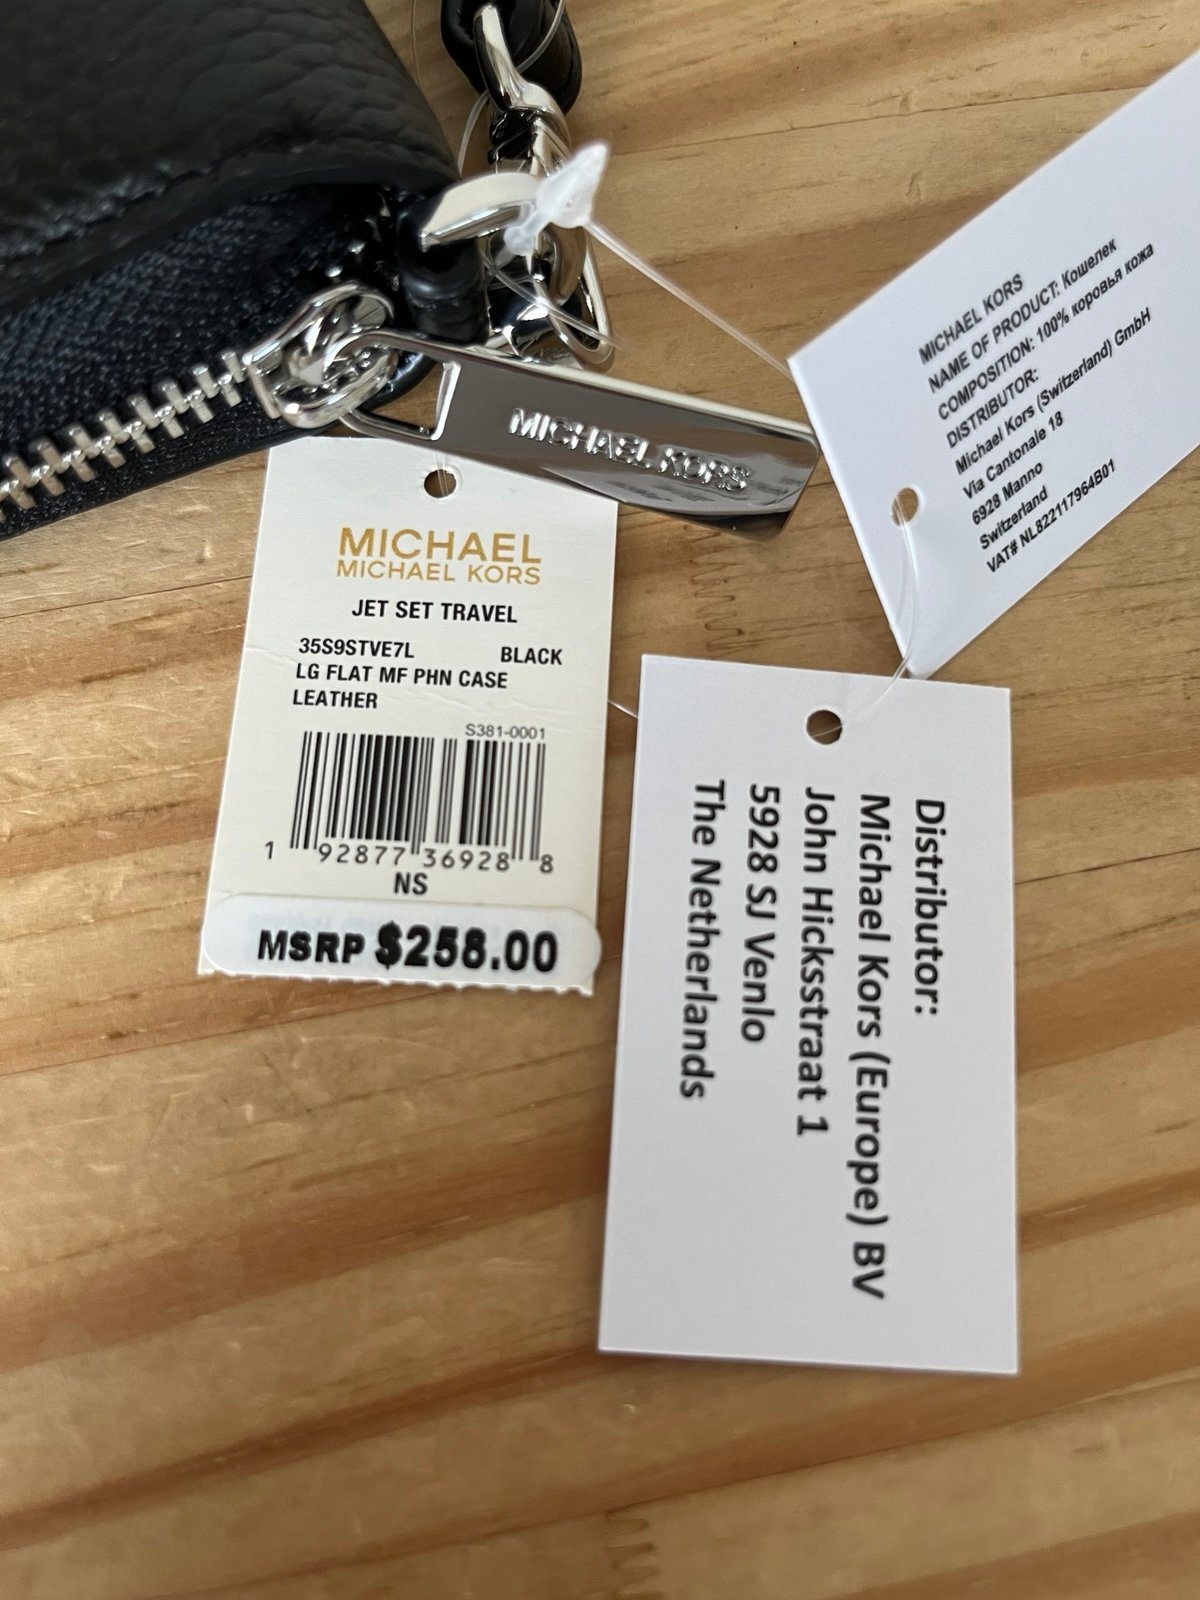 MICHAEL KORS
MICHAEL
MICHAEL KORS
JET SET TRAVEL
35S9STVE7L BLACK
LG FLAT MF PHN CASE
LEATHER
S381-0001
1 92877 36928 8
NS
MSRP $258.00
MICHAEL KORS
NAME OF PRODUCT: Кошелек
COMPOSITION: 100% коровья кожа
DISTRIBUTOR:
Michael Kors (Switzerland) GmbH
Via Cantonale 18
6928 Manno
Switzerland
VAT# NL822117964B01
Distributor:
Michael Kors (Europe) BV
John Hicksstraat 1
5928 SJ Venlo
The Netherlands